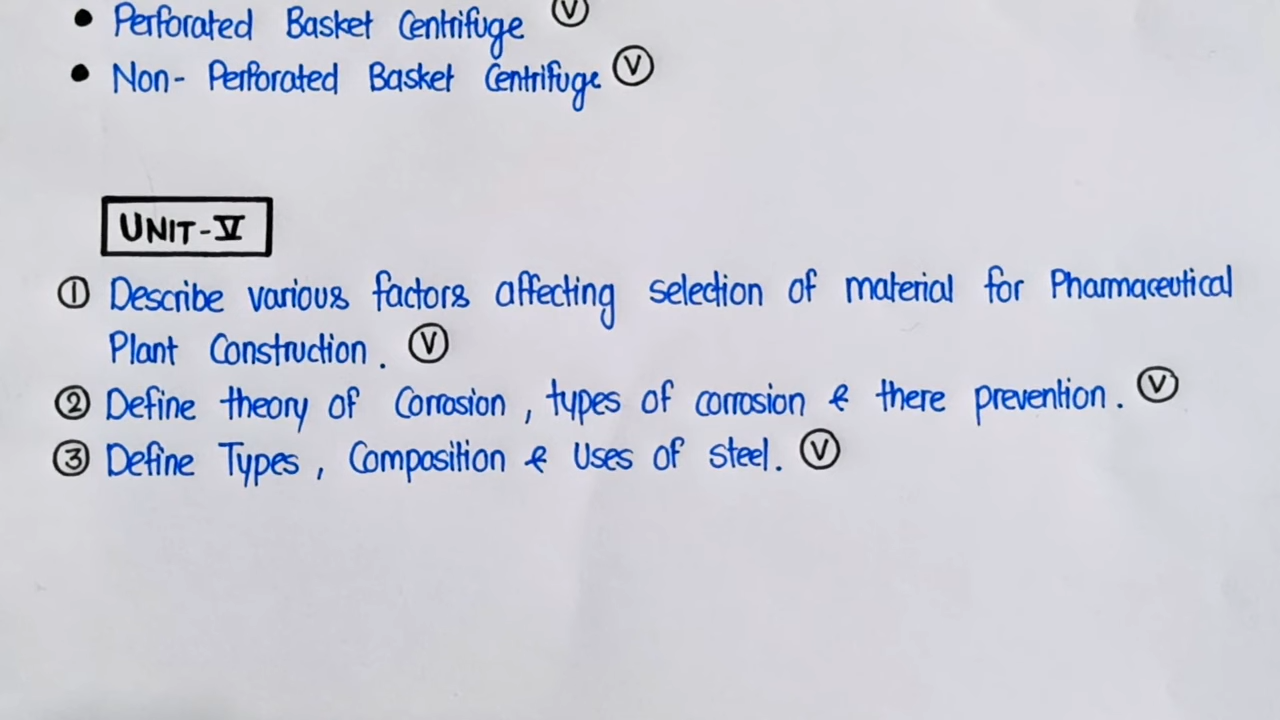 • Perforated Basket Centrifuge Ⓥ
• Non- Perforated Basket Centrifuge Ⓥ
UNIT-V
① Describe various factors affecting selection of material for Pharmaceutical
Plant Construction. Ⓥ
② Define theory of Corrosion, types of corrosion & there prevention. Ⓥ
③ Define Types, Composition & Uses of steel. Ⓥ